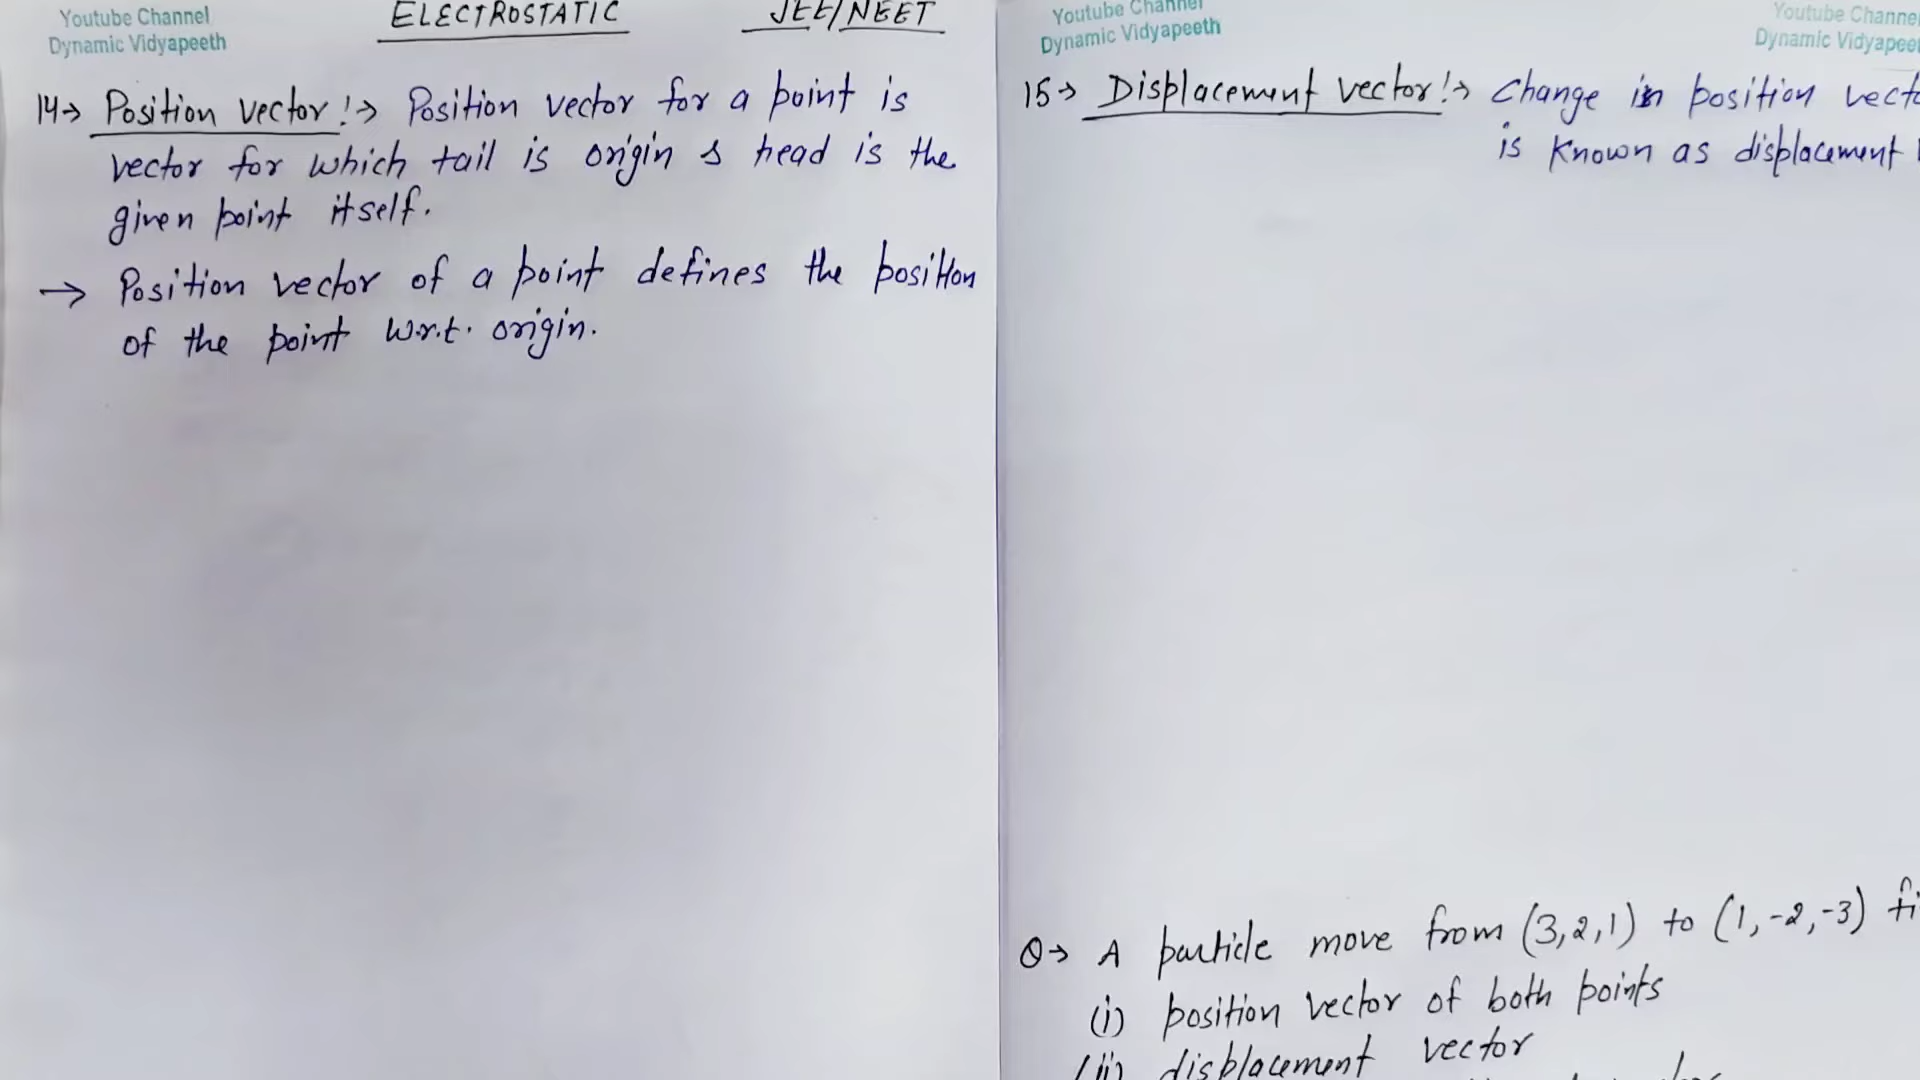 Youtube Channel
Dynamic Vidyapeeth
ELECTROSTATIC JEE/NEET
14→ Position vector!→ Position vector for a point is
vector for which tail is origin & head is the
given point itself.
→ Position vector of a point defines the position
of the point w.r.t. origin.
Youtube Channel
Dynamic Vidyapeeth
Youtube Channel
Dynamic Vidyapeet
15→ Displacement vector!→ Change in position vecto
is known as displacement
Q→ A particle move from (3,2,1) to (1,-2,-3) fi
(i) position vector of both points
(ii) displacement vector